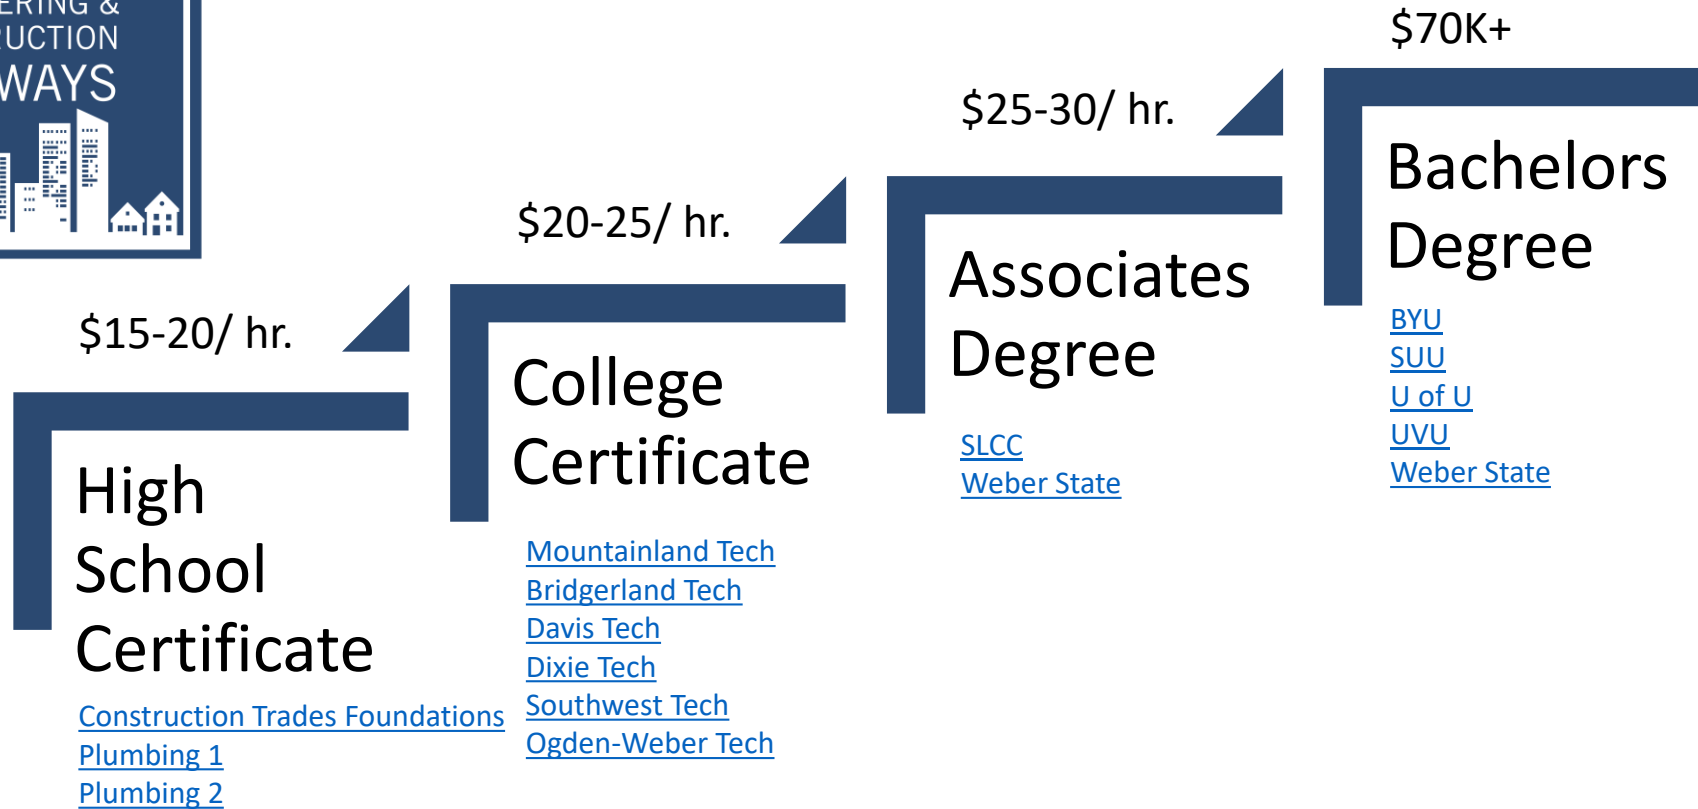 RUCTION
WAYS
$15-20/ hr.
High
School
Certificate
Construction Trades Foundations
Plumbing 1
Plumbing 2
$20-25/ hr.
College
Certificate
Mountainland Tech
Bridgerland Tech
Davis Tech
Dixie Tech
Southwest Tech
Ogden-Weber Tech
$25-30/ hr.
Associates
Degree
SLCC
Weber State
$70K+
Bachelors
Degree
BYU
SUU
U of U
UVU
Weber State